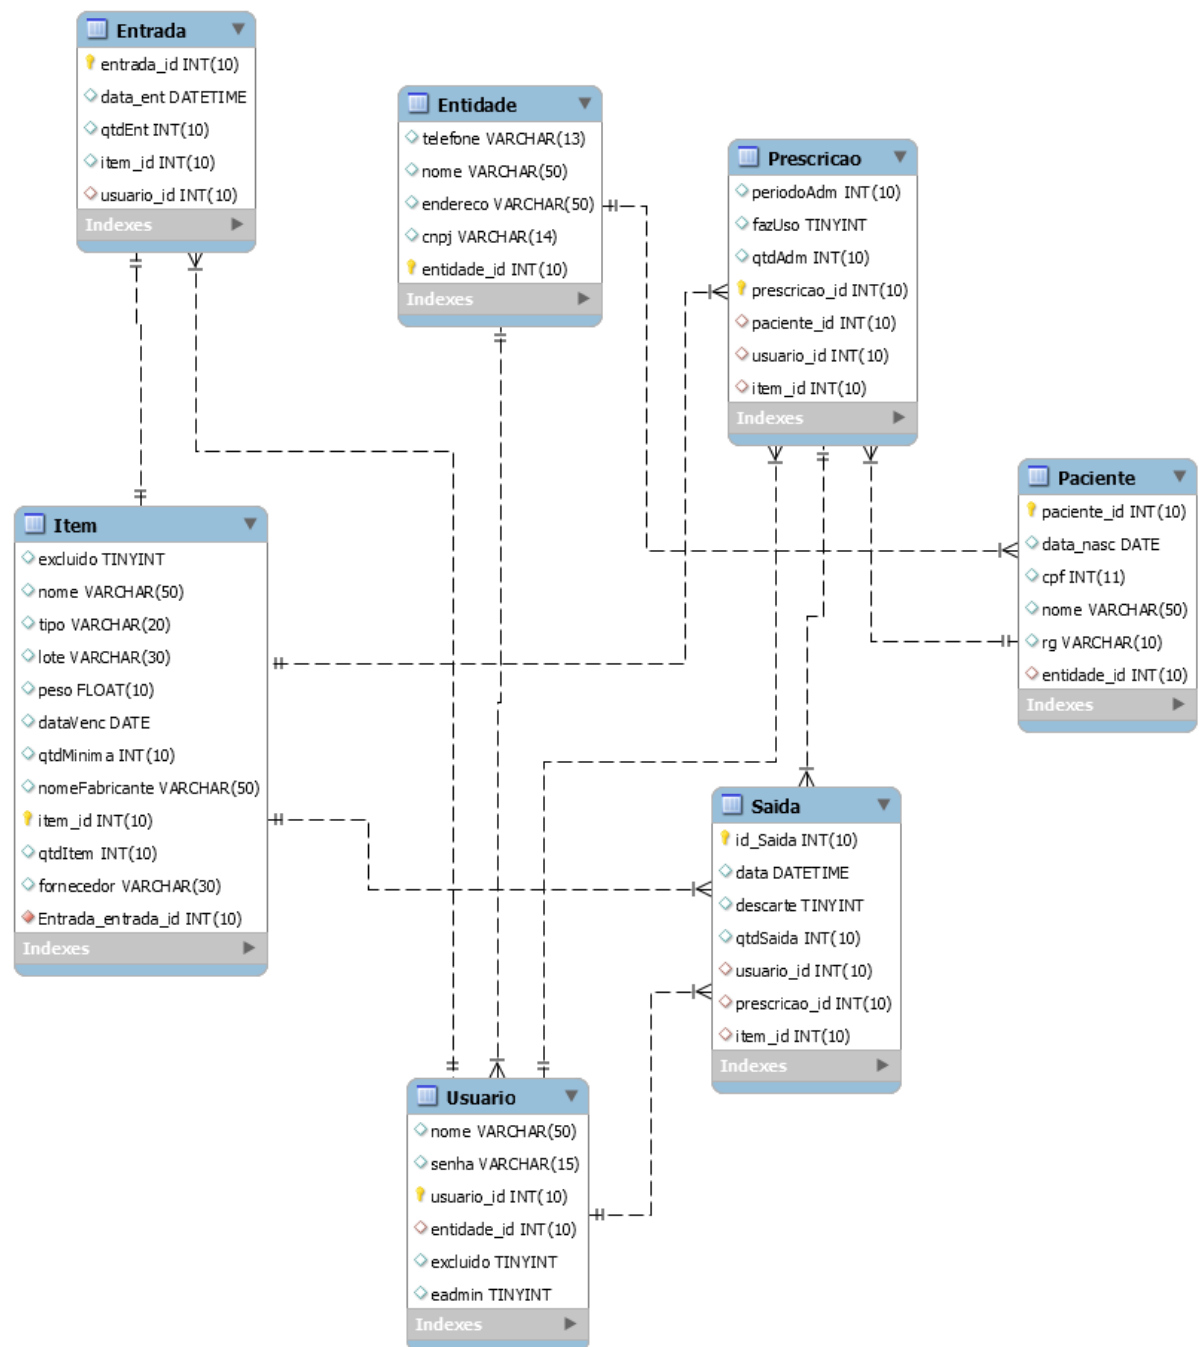 Entrada
entrada_id INT(10)
data_ent DATETIME
qtdEnt INT(10)
item_id INT(10)
usuario_id INT(10)
Indexes
Entidade
telefone VARCHAR(13)
nome VARCHAR(50)
endereco VARCHAR(50)
cnpj VARCHAR(14)
entidade_id INT(10)
Indexes
Prescricao
periodoAdm INT(10)
fazUso TINYINT
qtdAdm INT(10)
prescricao_id INT(10)
paciente_id INT(10)
usuario_id INT(10)
item_id INT(10)
Indexes
Paciente
paciente_id INT(10)
data_nasc DATE
cpf INT(11)
nome VARCHAR(50)
rg VARCHAR(10)
entidade_id INT(10)
Indexes
Item
excluido TINYINT
nome VARCHAR(50)
tipo VARCHAR(20)
lote VARCHAR(30)
peso FLOAT(10)
dataVenc DATE
qtdMinima INT(10)
nomeFabricante VARCHAR(50)
item_id INT(10)
qtdItem INT(10)
fornecedor VARCHAR(30)
Entrada_entrada_id INT(10)
Indexes
Saida
id_Saida INT(10)
data DATETIME
descarte TINYINT
qtdSaida INT(10)
usuario_id INT(10)
prescricao_id INT(10)
item_id INT(10)
Indexes
Usuario
nome VARCHAR(50)
senha VARCHAR(15)
usuario_id INT(10)
entidade_id INT(10)
excluido TINYINT
eadmin TINYINT
Indexes